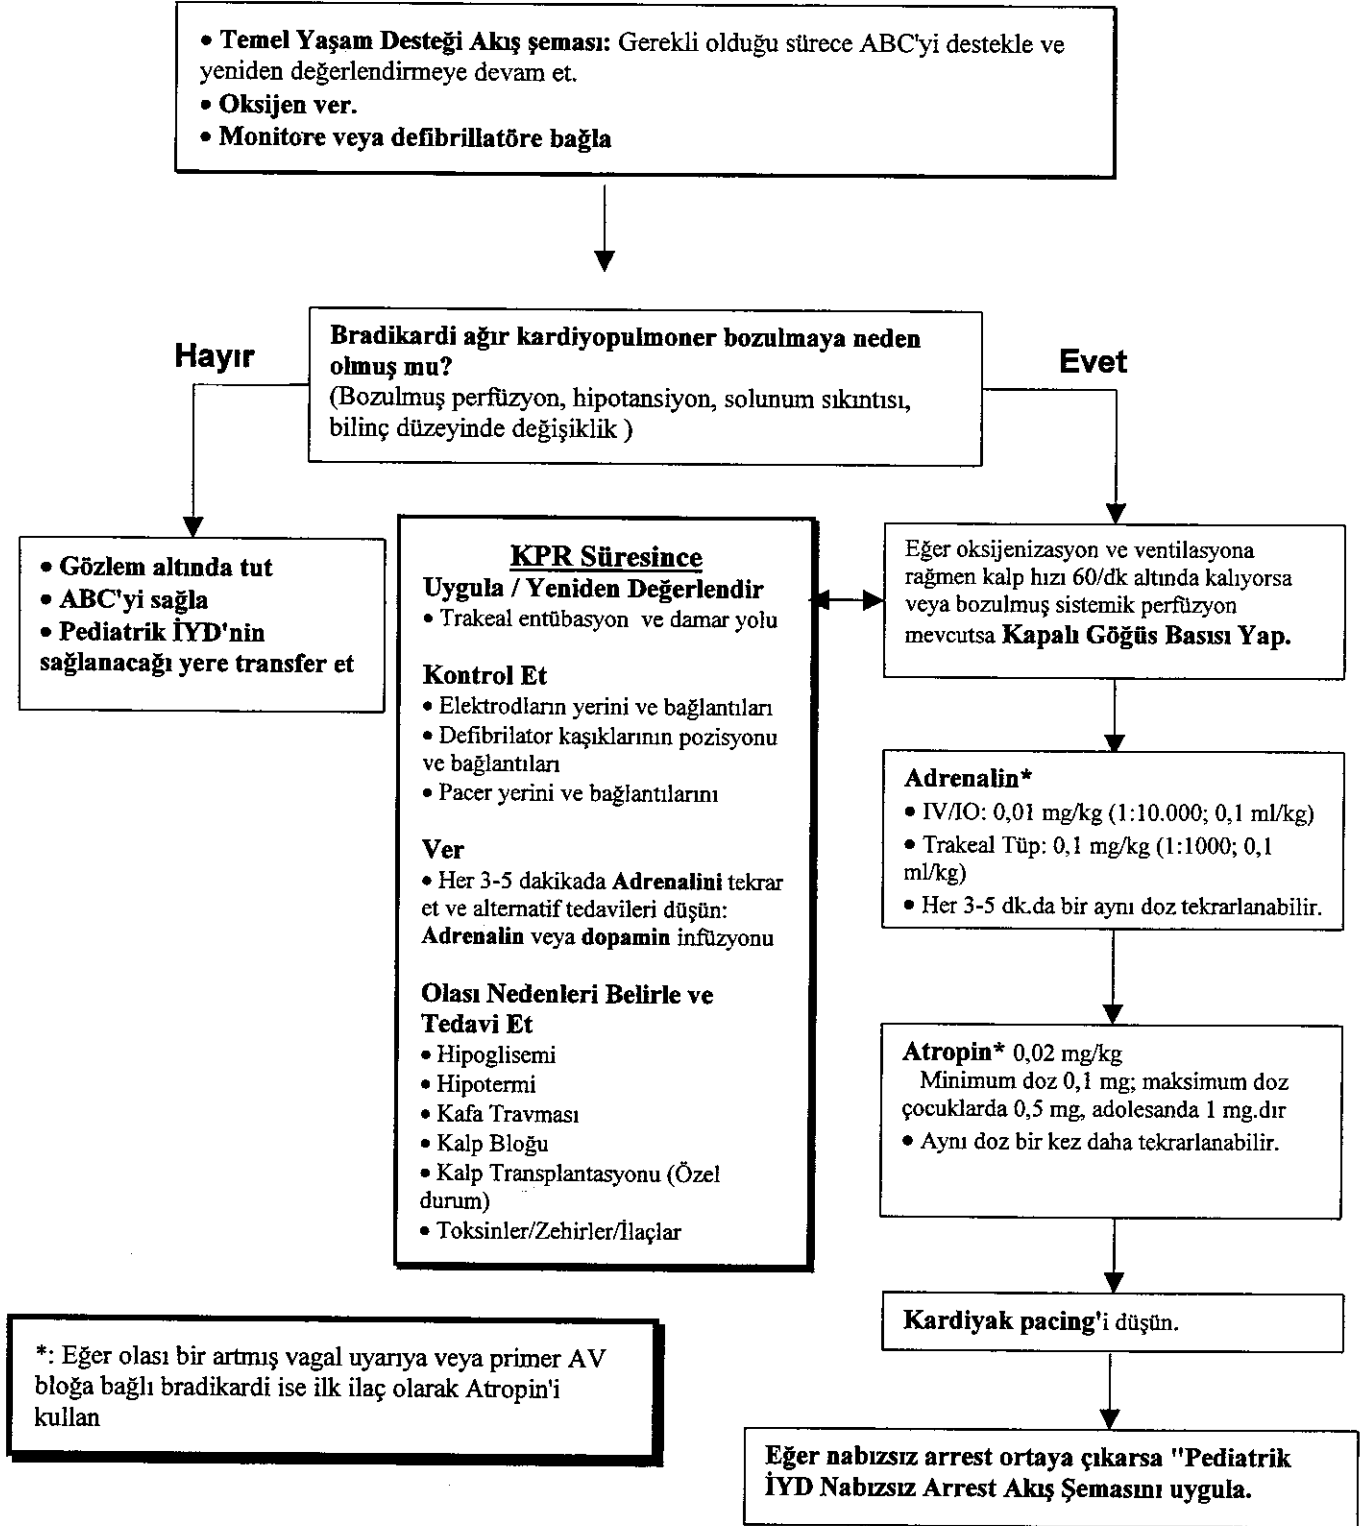 • Temel Yaşam Desteği Akış şeması: Gerekli olduğu sürece ABC'yi destekle ve
yeniden değerlendirmeye devam et.
• Oksijen ver.
• Monitore veya defibrillatöre bağla
Hayır
Bradikardi ağır kardiyopulmoner bozulmaya neden
olmuş mu?
(Bozulmuş perfüzyon, hipotansiyon, solunum sıkıntısı,
bilinç düzeyinde değişiklik )
Evet
• Gözlem altında tut
• ABC'yi sağla
• Pediatrik İYD'nin
sağlanacağı yere transfer et
KPR Süresince
Uygula / Yeniden Değerlendir
• Trakeal entübasyon ve damar yolu
Kontrol Et
• Elektrodların yerini ve bağlantıları
• Defibrilator kaşıklarının pozisyonu
ve bağlantıları
• Pacer yerini ve bağlantılarını
Ver
• Her 3-5 dakikada Adrenalini tekrar
et ve alternatif tedavileri düşün:
Adrenalin veya dopamin infüzyonu
Olası Nedenleri Belirle ve
Tedavi Et
• Hipoglisemi
• Hipotermi
• Kafa Travması
• Kalp Bloğu
• Kalp Transplantasyonu (Özel
durum)
• Toksinler/Zehirler/İlaçlar
Eğer oksijenizasyon ve ventilasyona
rağmen kalp hızı 60/dk altında kalıyorsa
veya bozulmuş sistemik perfüzyon
mevcutsa Kapalı Göğüs Basısı Yap.
Adrenalin*
• IV/IO: 0,01 mg/kg (1:10.000; 0,1 ml/kg)
• Trakeal Tüp: 0,1 mg/kg (1:1000; 0,1
ml/kg)
• Her 3-5 dk.da bir aynı doz tekrarlanabilir.
Atropin* 0,02 mg/kg
Minimum doz 0,1 mg; maksimum doz
çocuklarda 0,5 mg, adolesanda 1 mg.dır
• Aynı doz bir kez daha tekrarlanabilir.
Kardiyak pacing'i düşün.
Eğer nabızsız arrest ortaya çıkarsa "Pediatrik
İYD Nabızsız Arrest Akış Şemasını uygula.
*: Eğer olası bir artmış vagal uyarıya veya primer AV
bloğa bağlı bradikardi ise ilk ilaç olarak Atropin'i
kullan